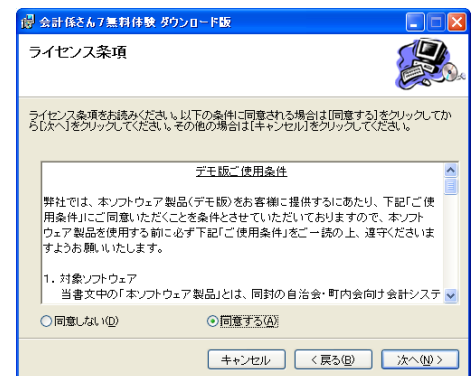 会計係さん7無料体験 ダウンロード版
ライセンス条項
ライセンス条項をお読みください。以下の条件に同意される場合は[同意する]をクリックしてか
ら[次へ]をクリックしてください。その他の場合は[キャンセル]をクリックしてください。
デモ版ご使用条件
弊社では、本ソフトウェア製品(デモ版)をお客様に提供するにあたり、下記「ご使
用条件」にご同意いただくことを条件とさせていただいておりますので、本ソフト
ウェア製品を使用する前に必ず下記「ご使用条件」をご一読の上、遵守くださいま
すようお願いいたします。
1. 対象ソフトウェア
当書文中の「本ソフトウェア製品」とは、同封の自治会・町内会向け会計システ
同意しない(D)
同意する(A)
キャンセル
< 戻る(B)
次へ(N) >